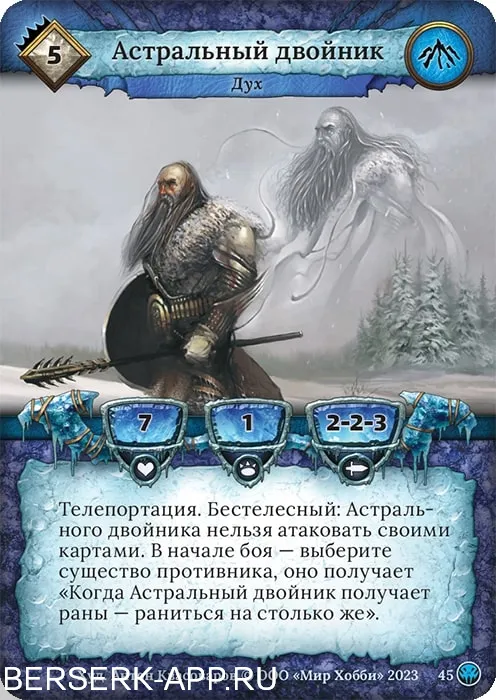 5
Астральный двойник
Дух
7
1
2-2-3
Телепортация. Бестелесный: Астраль-
ного двойника нельзя атаковать своими
картами. В начале боя — выберите
существо противника, оно получает
«Когда Астральный двойник получает
раны — раниться на столько же».
© ООО «Мир Хобби» 2023
45
BERSERK-APP.RU